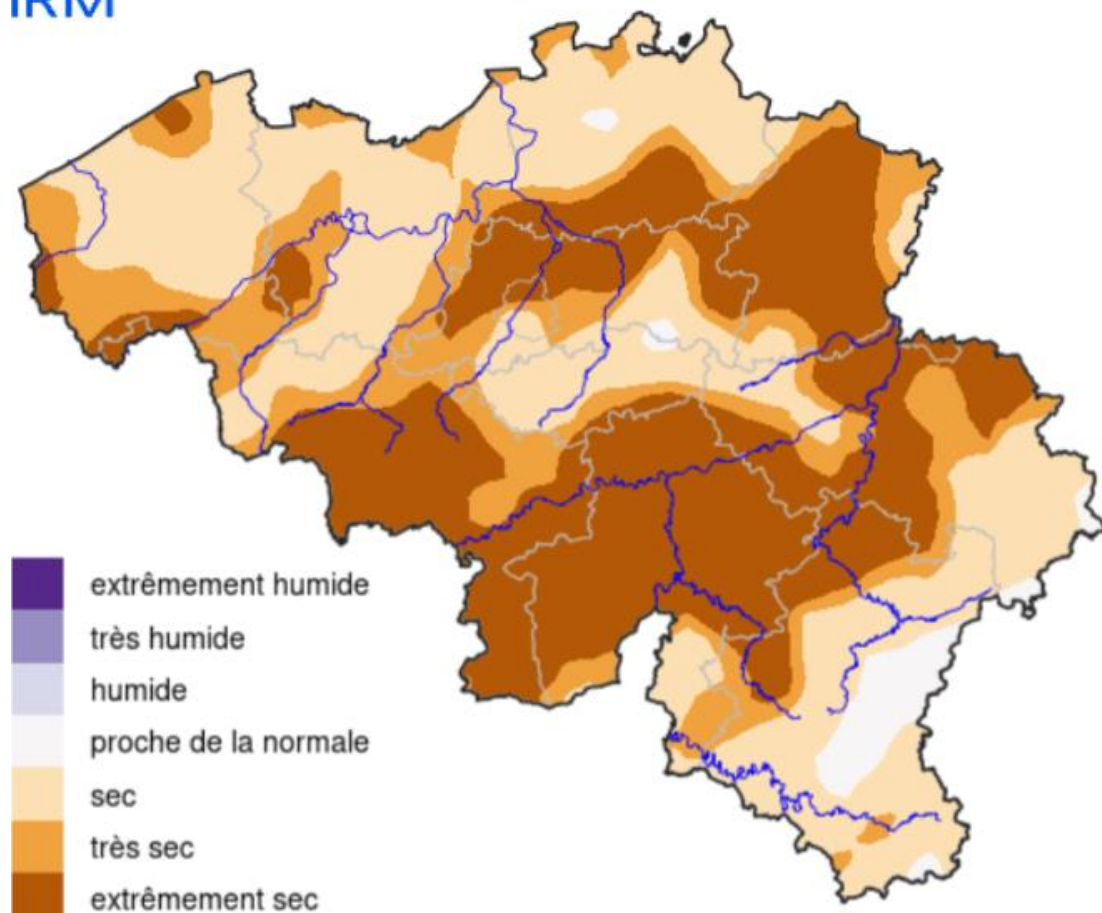 IRM
extrêmement humide
très humide
humide
proche de la normale
sec
très sec
extrêmement sec